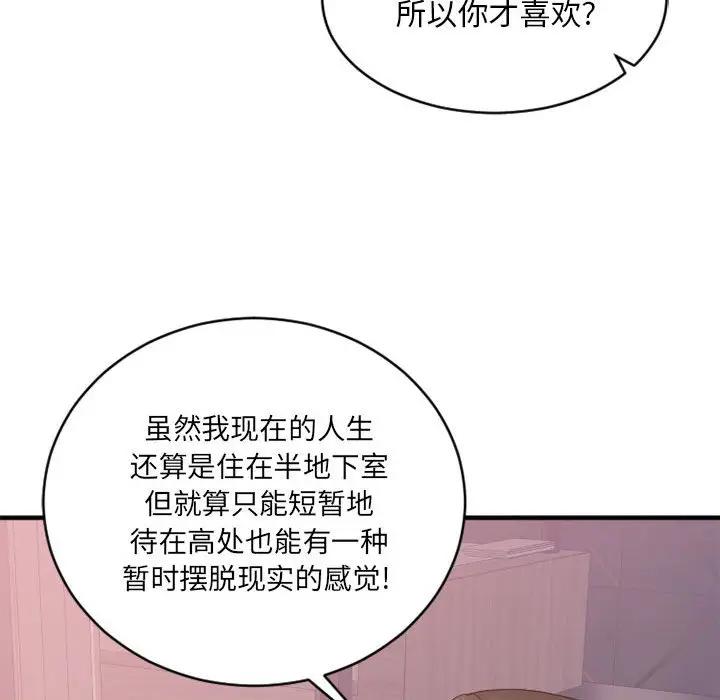 所以你才喜欢?
虽然我现在的人生
还算是住在半地下室
但就算只能短暂地
待在高处也能有一种
暂时摆脱现实的感觉!